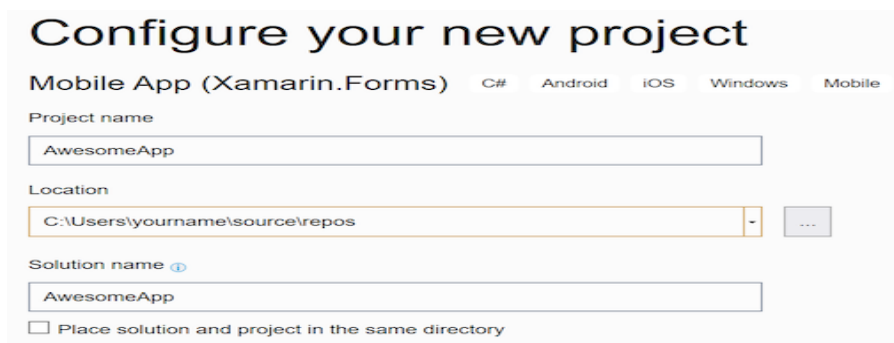 Configure your new project
Mobile App (Xamarin.Forms) C# Android iOS Windows Mobile
Project name
AwesomeApp
Location
C:\Users\yourname\source\repos
...
Solution name
AwesomeApp
Place solution and project in the same directory